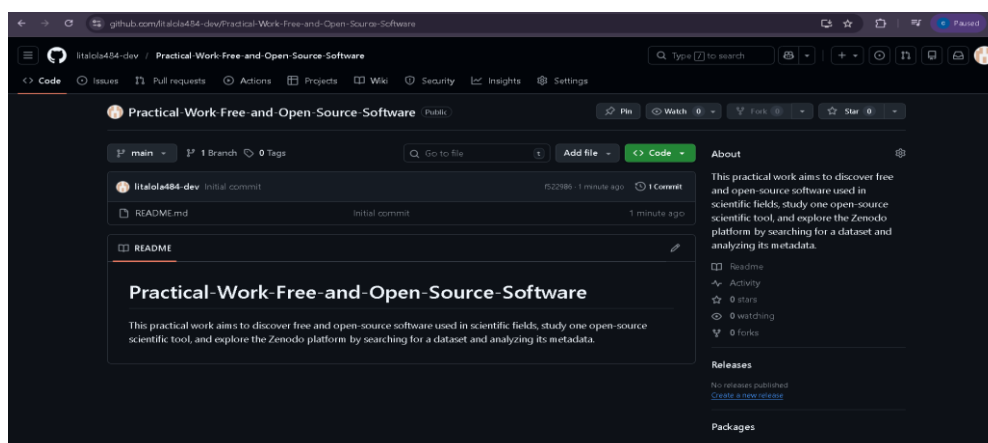 github.com/litalola484-dev/Practical-Work-Free-and-Open-Source-Software
Paused
litalola484-dev / Practical-Work-Free-and-Open-Source-Software
Type / to search
Code Issues Pull requests Actions Projects Wiki Security Insights Settings
Practical-Work-Free-and-Open-Source-Software Public
Pin Watch 0 Fork 0 Star 0
main 1 Branch 0 Tags Go to file t Add file Code
About
litalola484-dev Initial commit f522986 · 1 minute ago 1 Commit
README.md Initial commit 1 minute ago
README
Practical-Work-Free-and-Open-Source-Software
This practical work aims to discover free and open-source software used in scientific fields, study one open-source
scientific tool, and explore the Zenodo platform by searching for a dataset and analyzing its metadata.
This practical work aims to discover free
and open-source software used in
scientific fields, study one open-source
scientific tool, and explore the Zenodo
platform by searching for a dataset and
analyzing its metadata.
Readme
Activity
0 stars
0 watching
0 forks
Releases
No releases published
Create a new release
Packages